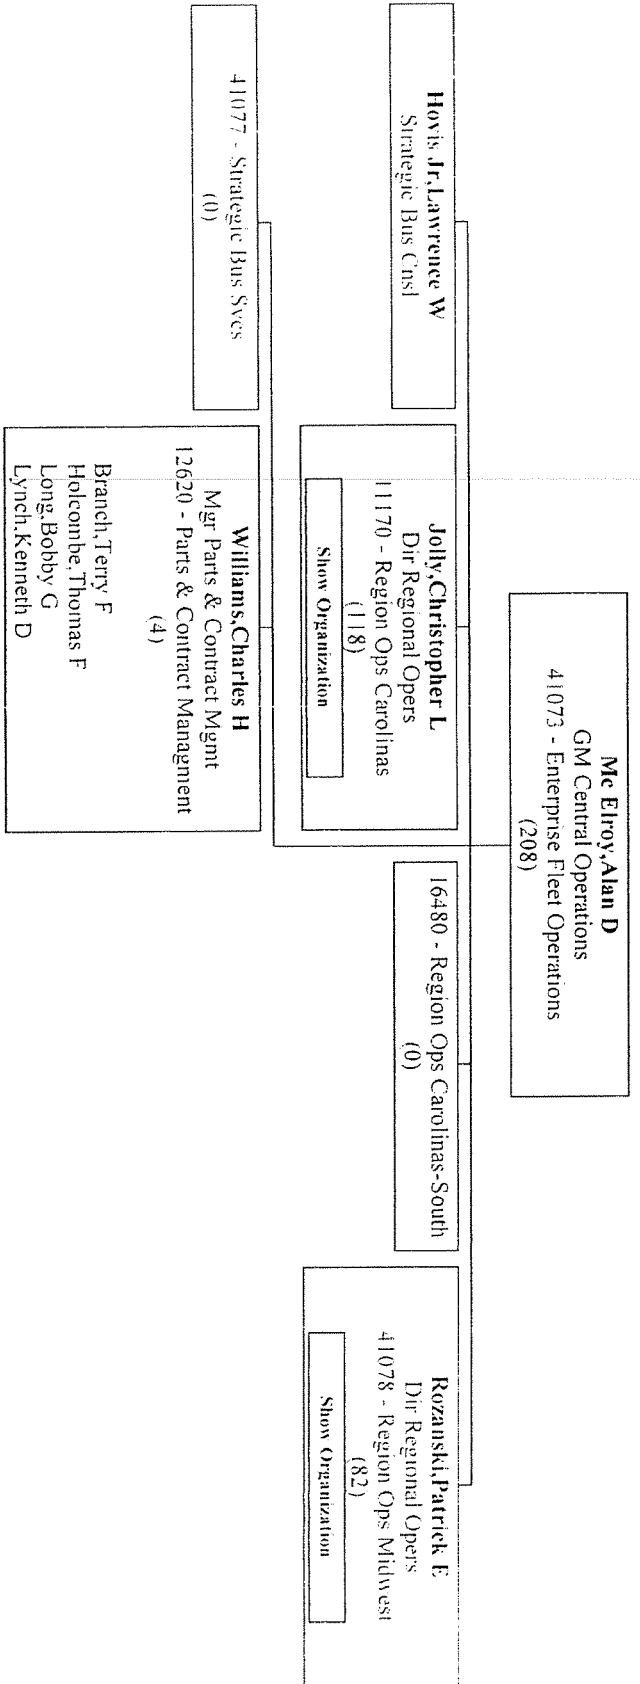 Mc Elroy,Alan D
GM Central Operations
41073 - Enterprise Fleet Operations
(208)
Hovis Jr,Lawrence W
Strategic Bus Cnsl
Jolly,Christopher L
Dir Regional Opers
11170 - Region Ops Carolinas
(118)
Show Organization
16480 - Region Ops Carolinas-South
(0)
Rozanski,Patrick E
Dir Regional Opers
41078 - Region Ops Midwest
(82)
Show Organization
41077 - Strategic Bus Svcs
(0)
Williams,Charles H
Mgr Parts & Contract Mgmt
12620 - Parts & Contract Managment
(4)
Branch,Terry F
Holcombe,Thomas F
Long,Bobby G
Lynch,Kenneth D